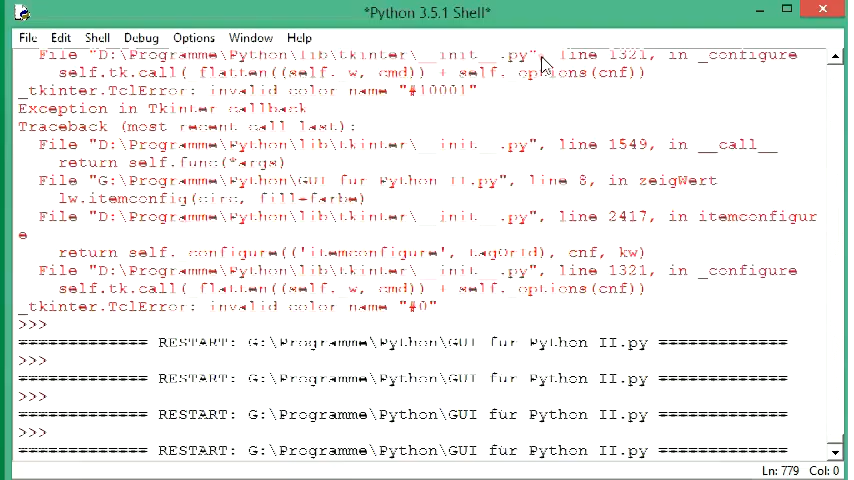 *Python 3.5.1 Shell*
File Edit Shell Debug Options Window Help
File "D:\Programme\Python\lib\tkinter\__init__.py", line 1321, in _configure
self.tk.call(_flatten((self._w, cmd)) + self._options(cnf))
_tkinter.TclError: invalid color name "#10001"
Exception in Tkinter callback
Traceback (most recent call last):
File "D:\Programme\Python\lib\tkinter\__init__.py", line 1549, in __call__
return self.func(*args)
File "G:\Programme\Python\GUI für Python II.py", line 8, in zeigWert
lw.itemconfig(circ, fill=farbe)
File "D:\Programme\Python\lib\tkinter\__init__.py", line 2417, in itemconfigur
e
return self._configure(('itemconfigure', tagOrId), cnf, kw)
File "D:\Programme\Python\lib\tkinter\__init__.py", line 1321, in _configure
self.tk.call(_flatten((self._w, cmd)) + self._options(cnf))
_tkinter.TclError: invalid color name "#0"
>>>
============= RESTART: G:\Programme\Python\GUI für Python II.py =============
>>>
============= RESTART: G:\Programme\Python\GUI für Python II.py =============
>>>
============= RESTART: G:\Programme\Python\GUI für Python II.py =============
>>>
============= RESTART: G:\Programme\Python\GUI für Python II.py =============
Ln: 779 Col: 0